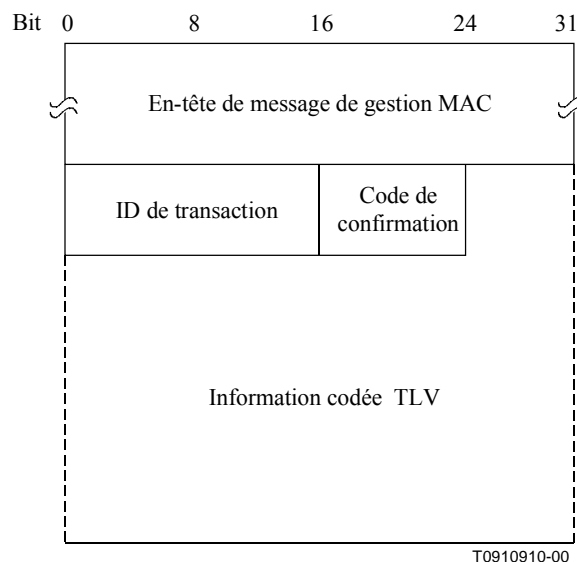 Bit 0 8 16 24 31
En-tête de message de gestion MAC
ID de transaction
Code de
confirmation
Information codée TLV
T0910910-00